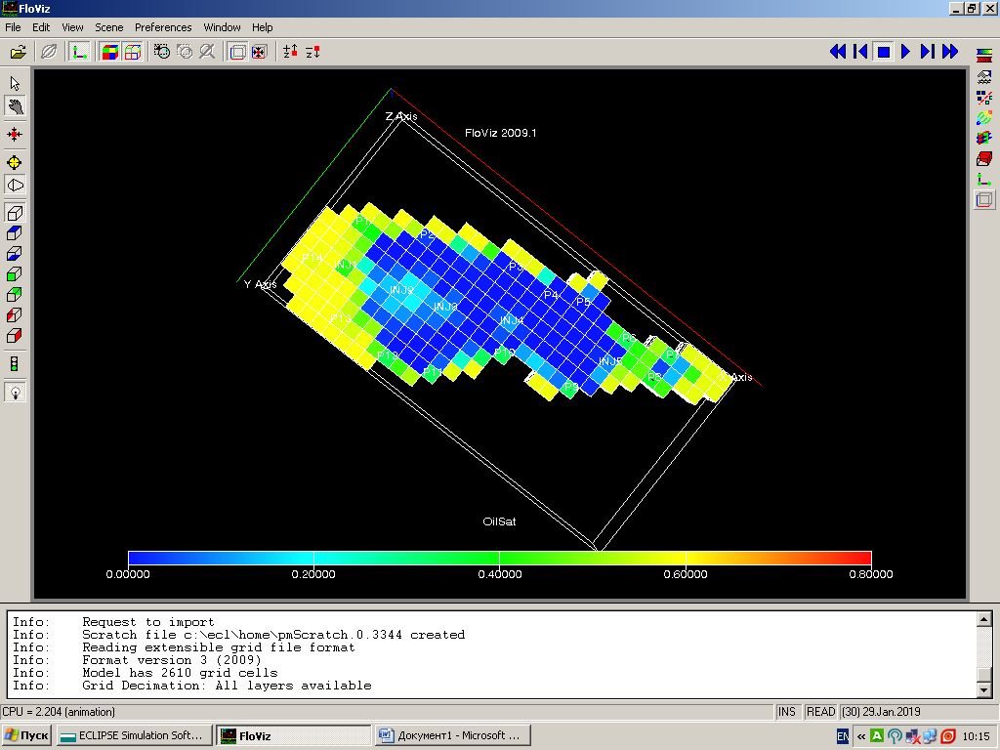 FloViz
File Edit View Scene Preferences Window Help
Z Axis
FloViz 2009.1
P1
P2
P14
INJ1
P3
Y Axis
INJ2
P4
P5
INJ3
P13
INJ4
P6
P12
P10
P7
INJ5
P11
Axis
P9
OilSat
0.00000 0.20000 0.40000 0.60000 0.80000
Info: Request to import
Info: Scratch file c:\ecl\home\pmScratch.0.3344 created
Info: Reading extensible grid file format
Info: Format version 3 (2009)
Info: Model has 2610 grid cells
Info: Grid Decimation: All layers available
CPU = 2.204 (animation) INS READ (30) 29.Jan.2019
Пуск ECLIPSE Simulation Soft... FloViz Документ1 - Microsoft ... EN « 10:15